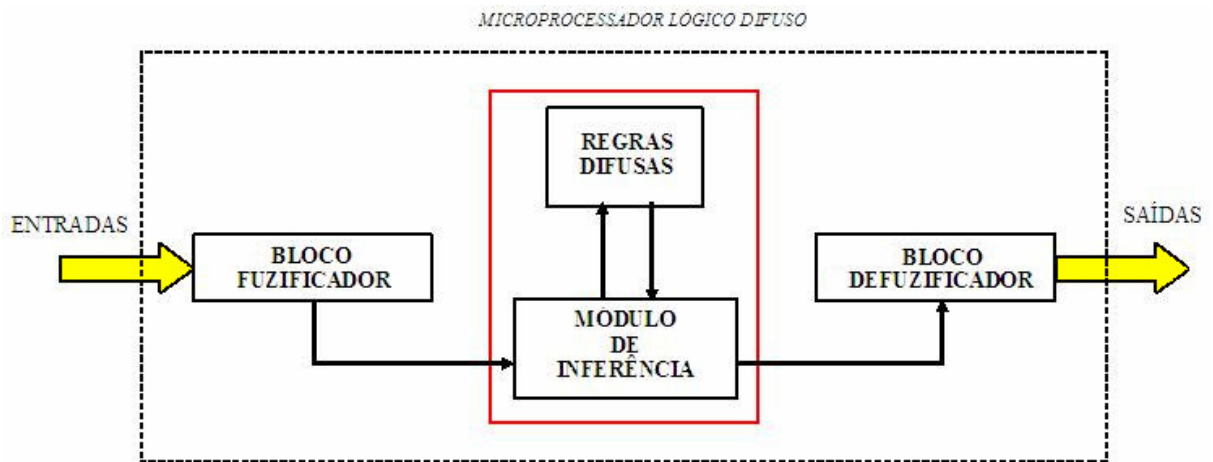 MICROPROCESSADOR LÓGICO DIFUSO
REGRAS
DIFUSAS
ENTRADAS
SAÍDAS
BLOCO
FUZIFICADOR
BLOCO
DEFUZIFICADOR
MÓDULO
DE
INFERÊNCIA